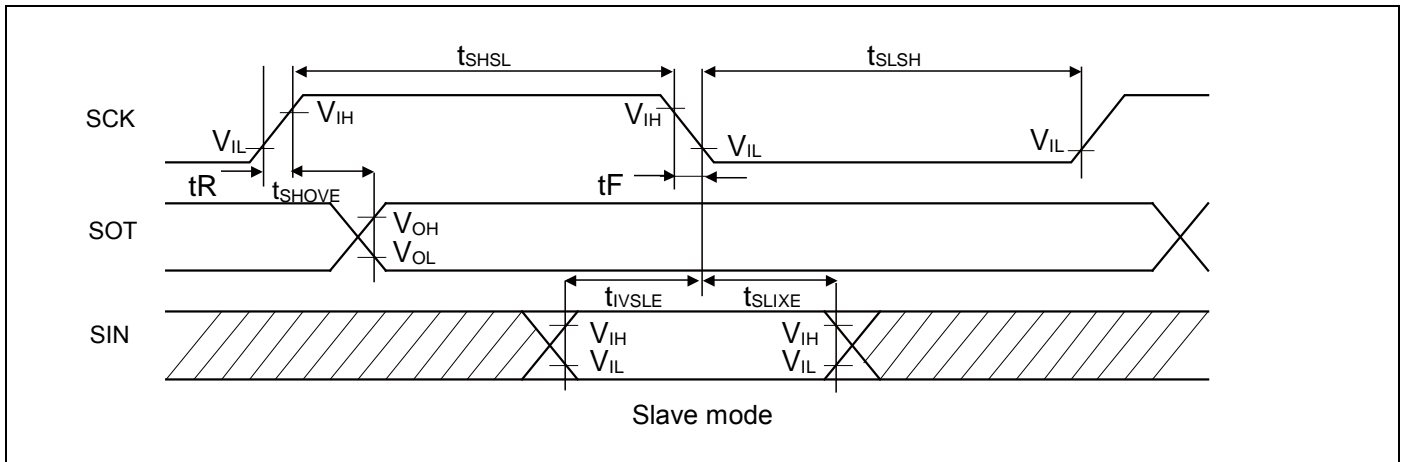 tSHSL tSLSH
SCK VIH VIH
VIL VIL VIL
tR tSHOVE tF
SOT VOH
VOL
tIVSLE tSLIXE
SIN VIH VIH
VIL VIL
Slave mode